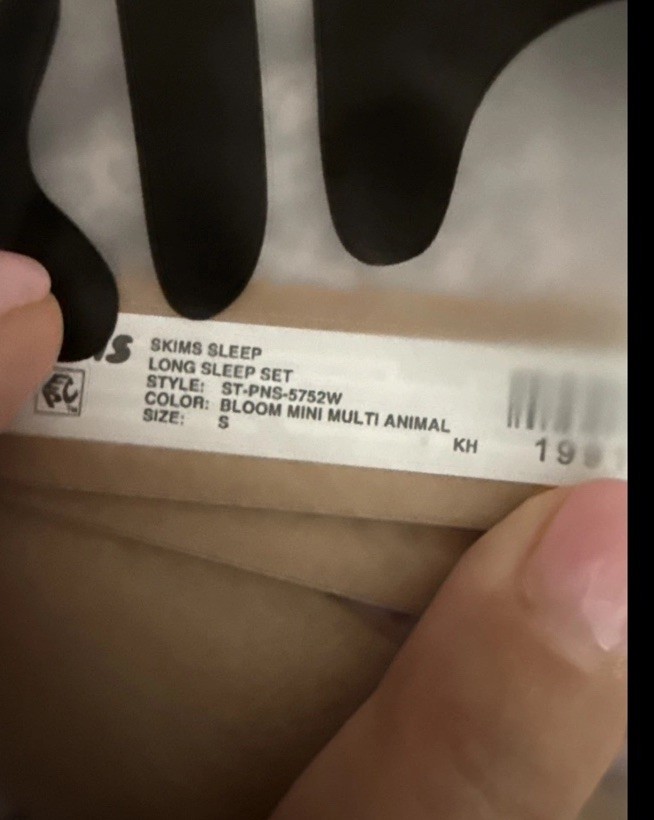 SKIMS SLEEP
LONG SLEEP SET
STYLE: ST-PNS-5752W
COLOR: BLOOM MINI MULTI ANIMAL
SIZE: S
KH